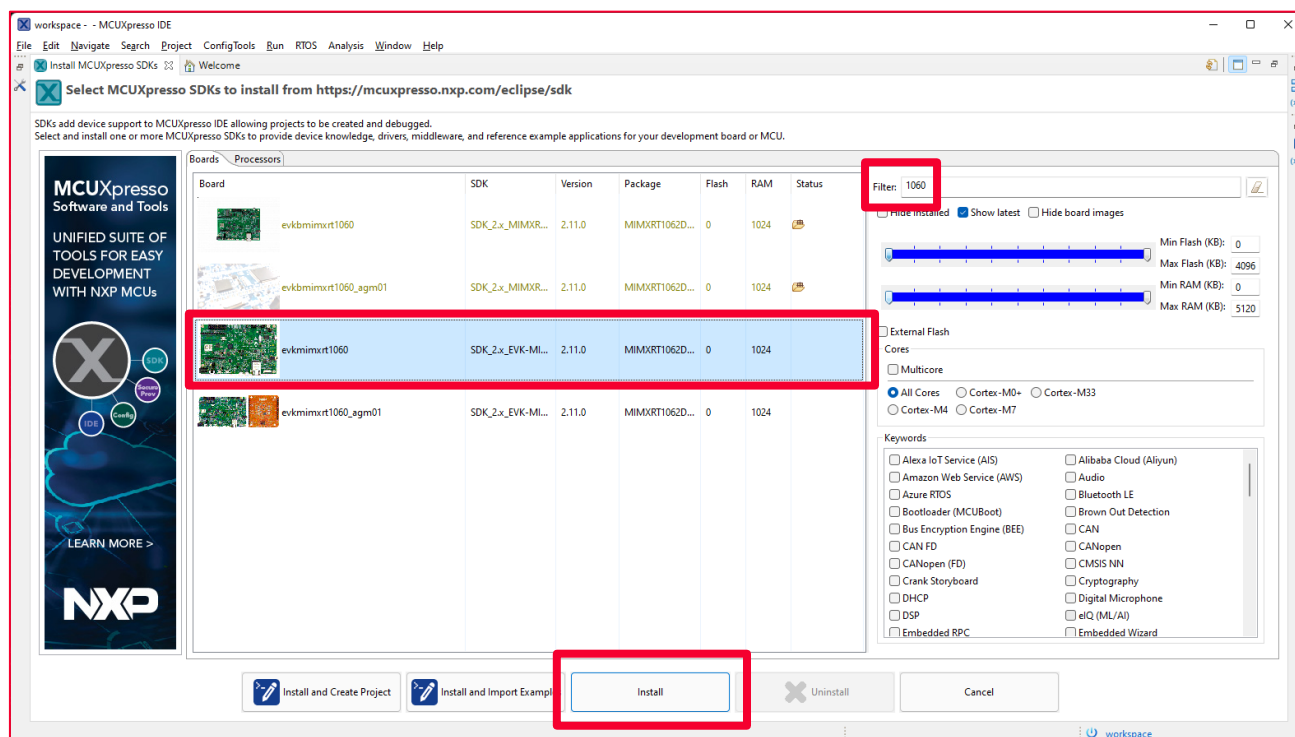 workspace - - MCUXpresso IDE
File Edit Navigate Search Project ConfigTools Run RTOS Analysis Window Help
Install MCUXpresso SDKs Welcome
Select MCUXpresso SDKs to install from https://mcuxpresso.nxp.com/eclipse/sdk
SDKs add device support to MCUXpresso IDE allowing projects to be created and debugged.
Select and install one or more MCUXpresso SDKs to provide device knowledge, drivers, middleware, and reference example applications for your development board or MCU.
MCUXpresso
Software and Tools
UNIFIED SUITE OF
TOOLS FOR EASY
DEVELOPMENT
WITH NXP MCUs
SDK
IDE
Config
LEARN MORE >
NXP
Boards Processors
Board SDK Version Package Flash RAM Status
evkbmimxrt1060 SDK_2.x_MIMXR... 2.11.0 MIMXRT1062D... 0 1024
evkbmimxrt1060_agm01 SDK_2.x_MIMXR... 2.11.0 MIMXRT1062D... 0 1024
evkmimxrt1060 SDK_2.x_EVK-MI... 2.11.0 MIMXRT1062D... 0 1024
evkmimxrt1060_agm01 SDK_2.x_EVK-MI... 2.11.0 MIMXRT1062D... 0 1024
Filter: 1060
Hide installed Show latest Hide board images
Min Flash (KB): 0
Max Flash (KB): 4096
Min RAM (KB): 0
Max RAM (KB): 5120
External Flash
Cores
Multicore
All Cores Cortex-M0+ Cortex-M33
Cortex-M4 Cortex-M7
Keywords
Alexa IoT Service (AIS) Alibaba Cloud (Aliyun)
Amazon Web Service (AWS) Audio
Azure RTOS Bluetooth LE
Bootloader (MCUBoot) Brown Out Detection
Bus Encryption Engine (BEE) CAN
CAN FD CANopen
CANopen (FD) CMSIS NN
Crank Storyboard Cryptography
DHCP Digital Microphone
DSP eIQ (ML/AI)
Embedded RPC Embedded Wizard
Install and Create Project Install and Import Exampl Install Uninstall Cancel
workspace